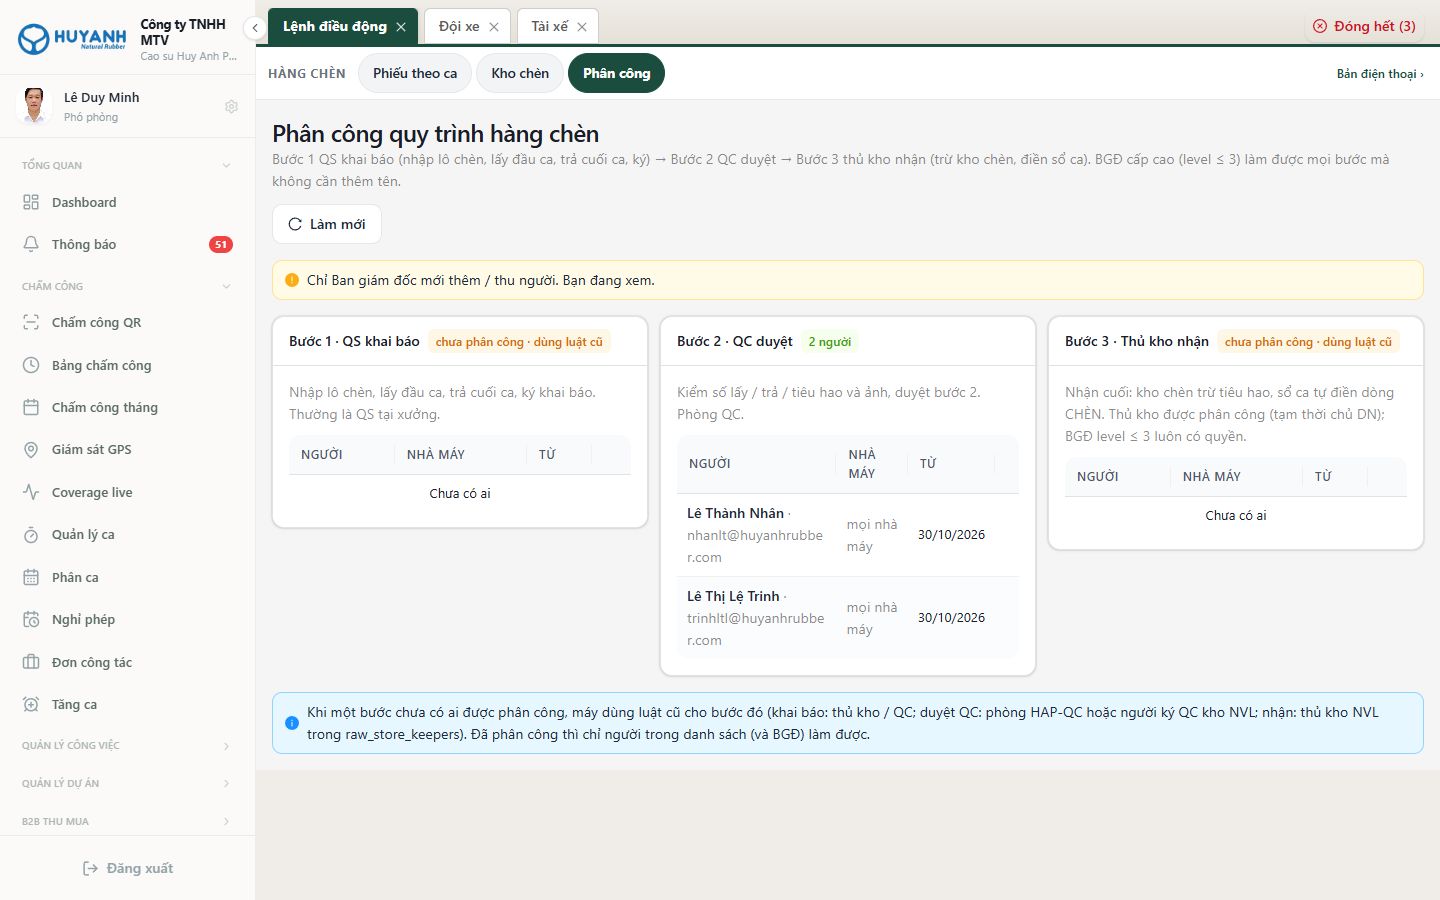 HUYANH
Natural Rubber
Công ty TNHH
MTV
Cao su Huy Anh P...
Lê Duy Minh
Phó phòng
TỔNG QUAN
Dashboard
Thông báo
51
CHẤM CÔNG
Chấm công QR
Bảng chấm công
Chấm công tháng
Giám sát GPS
Coverage live
Quản lý ca
Phân ca
Nghỉ phép
Đơn công tác
Tăng ca
QUẢN LÝ CÔNG VIỆC
QUẢN LÝ DỰ ÁN
B2B THU MUA
Đăng xuất
Lệnh điều động
Đội xe
Tài xế
Đóng hết (3)
HÀNG CHÈN
Phiếu theo ca
Kho chèn
Phân công
Bản điện thoại ›
Phân công quy trình hàng chèn
Bước 1 QS khai báo (nhập lô chèn, lấy đầu ca, trả cuối ca, ký) → Bước 2 QC duyệt → Bước 3 thủ kho nhận (trừ kho chèn, điền sổ ca). BGĐ cấp cao (level ≤ 3) làm được mọi bước mà
không cần thêm tên.
Làm mới
Chỉ Ban giám đốc mới thêm / thu người. Bạn đang xem.
Bước 1 · QS khai báo
chưa phân công · dùng luật cũ
Nhập lô chèn, lấy đầu ca, trả cuối ca, ký khai báo.
Thường là QS tại xưởng.
NGƯỜI
NHÀ MÁY
TỪ
Chưa có ai
Bước 2 · QC duyệt
2 người
Kiểm số lấy / trả / tiêu hao và ảnh, duyệt bước 2.
Phòng QC.
NGƯỜI
NHÀ
MÁY
TỪ
Lê Thành Nhân ·
nhanlt@huyanhrubbe
r.com
mọi nhà
máy
30/10/2026
Lê Thị Lệ Trinh ·
trinhltl@huyanhrubbe
r.com
mọi nhà
máy
30/10/2026
Bước 3 · Thủ kho nhận
chưa phân công · dùng luật cũ
Nhận cuối: kho chèn trừ tiêu hao, sổ ca tự điền dòng
CHÈN. Thủ kho được phân công (tạm thời chủ DN);
BGĐ level ≤ 3 luôn có quyền.
NGƯỜI
NHÀ MÁY
TỪ
Chưa có ai
Khi một bước chưa có ai được phân công, máy dùng luật cũ cho bước đó (khai báo: thủ kho / QC; duyệt QC: phòng HAP-QC hoặc người ký QC kho NVL; nhận: thủ kho NVL
trong raw_store_keepers). Đã phân công thì chỉ người trong danh sách (và BGĐ) làm được.